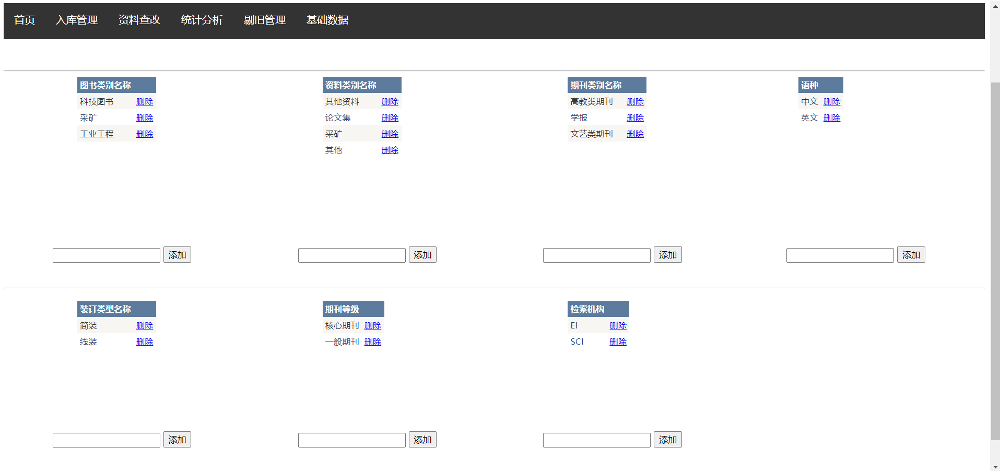 首页 入库管理 资料查改 统计分析 剔旧管理 基础数据
图书类别名称
科技图书 删除
采矿 删除
工业工程 删除
添加
资料类别名称
其他资料 删除
论文集 删除
采矿 删除
其他 删除
添加
期刊类别名称
高教类期刊 删除
学报 删除
文艺类期刊 删除
添加
语种
中文 删除
英文 删除
添加
装订类型名称
简装 删除
线装 删除
添加
期刊等级
核心期刊 删除
一般期刊 删除
添加
检索机构
EI 删除
SCI 删除
添加